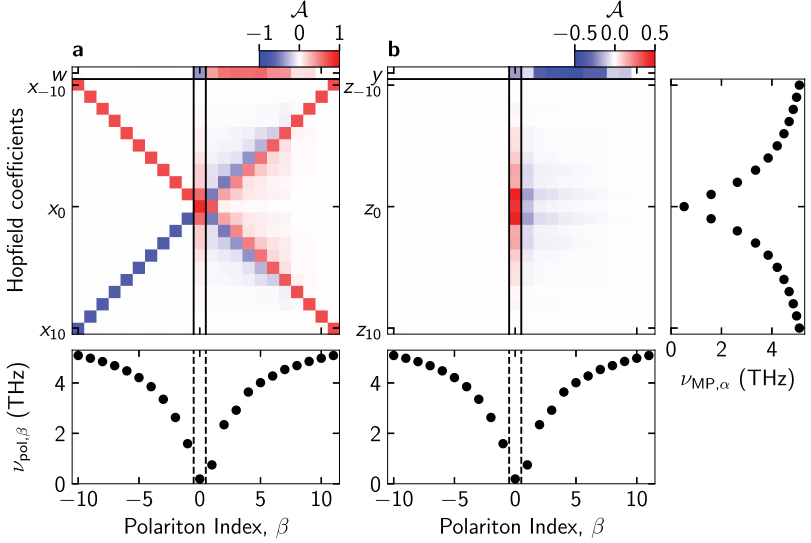 𝒜
a
−1 0 1
w
x₋₁₀
x₀
x₁₀
Hopfield coefficients
𝒜
b
−0.5 0.0 0.5
y
z₋₁₀
z₀
z₁₀
0 2 4
ν_MP,α (THz)
ν_pol,β (THz)
4
2
0
−10 −5 0 5 10
Polariton Index, β
4
2
0
−10 −5 0 5 10
Polariton Index, β